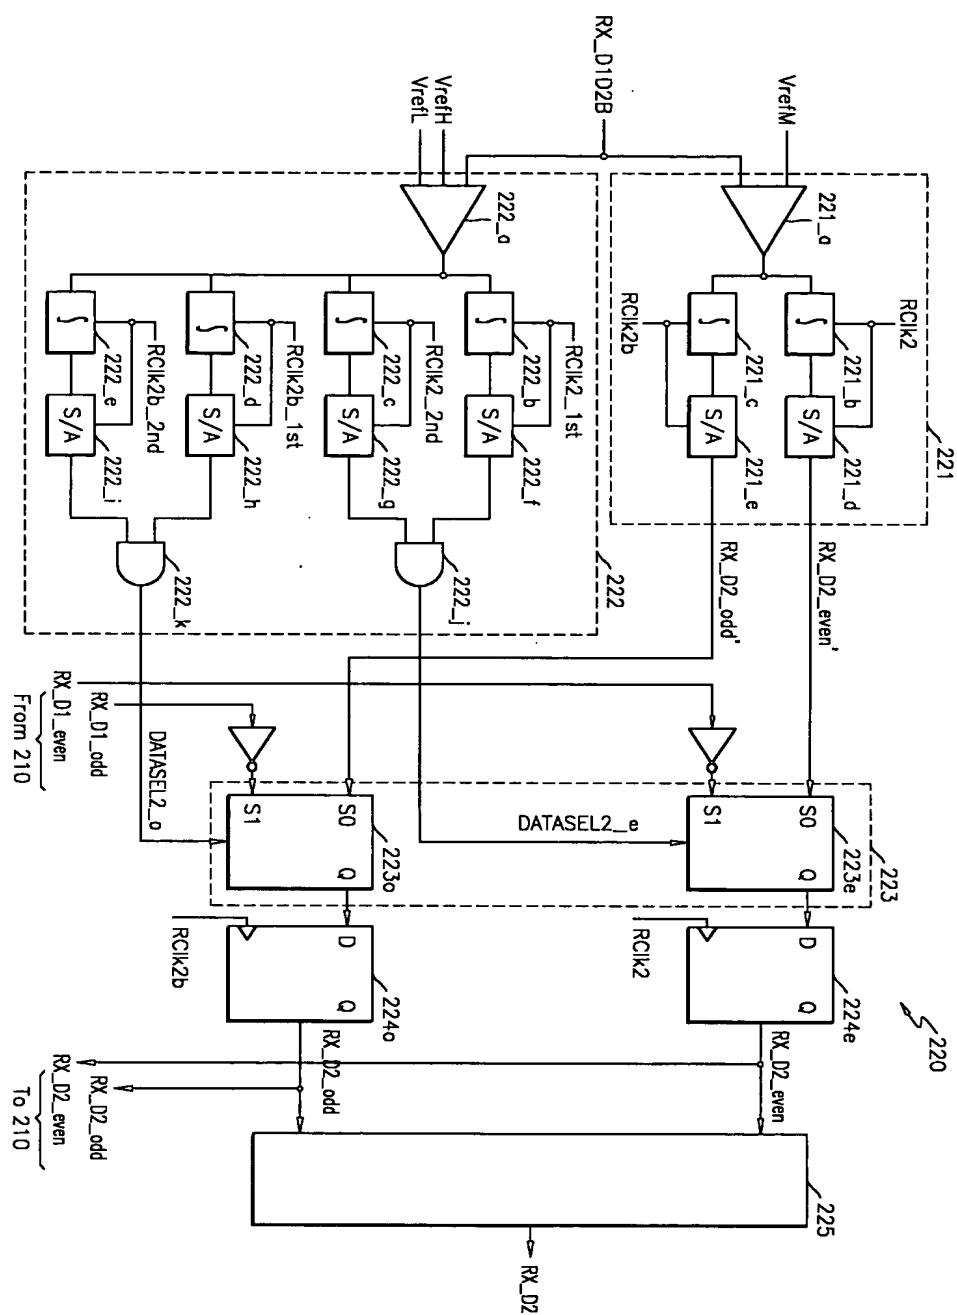 220
RX_D1D2B
VrefM
221_a
RClk2
221_b
221_d
RClk2b
221_c
221_e
221
RX_D2_even'
RX_D2_odd'
VrefH
VrefL
222_a
RClk2_1st
222_b
222_f
RClk2_2nd
222_c
222_g
RClk2b_1st
222_d
222_h
RClk2b_2nd
222_e
222_i
222_j
222_k
222
∫
S/A
∫
S/A
∫
S/A
∫
S/A
∫
S/A
∫
S/A
RX_D1_odd
RX_D1_even
From 210
DATASEL2_o
DATASEL2_e
S0
S1
Q
223e
S0
S1
Q
223o
223
D
Q
224e
RClk2
D
Q
224o
RClk2b
RX_D2_even
RX_D2_odd
RX_D2_odd
RX_D2_even
To 210
225
RX_D2